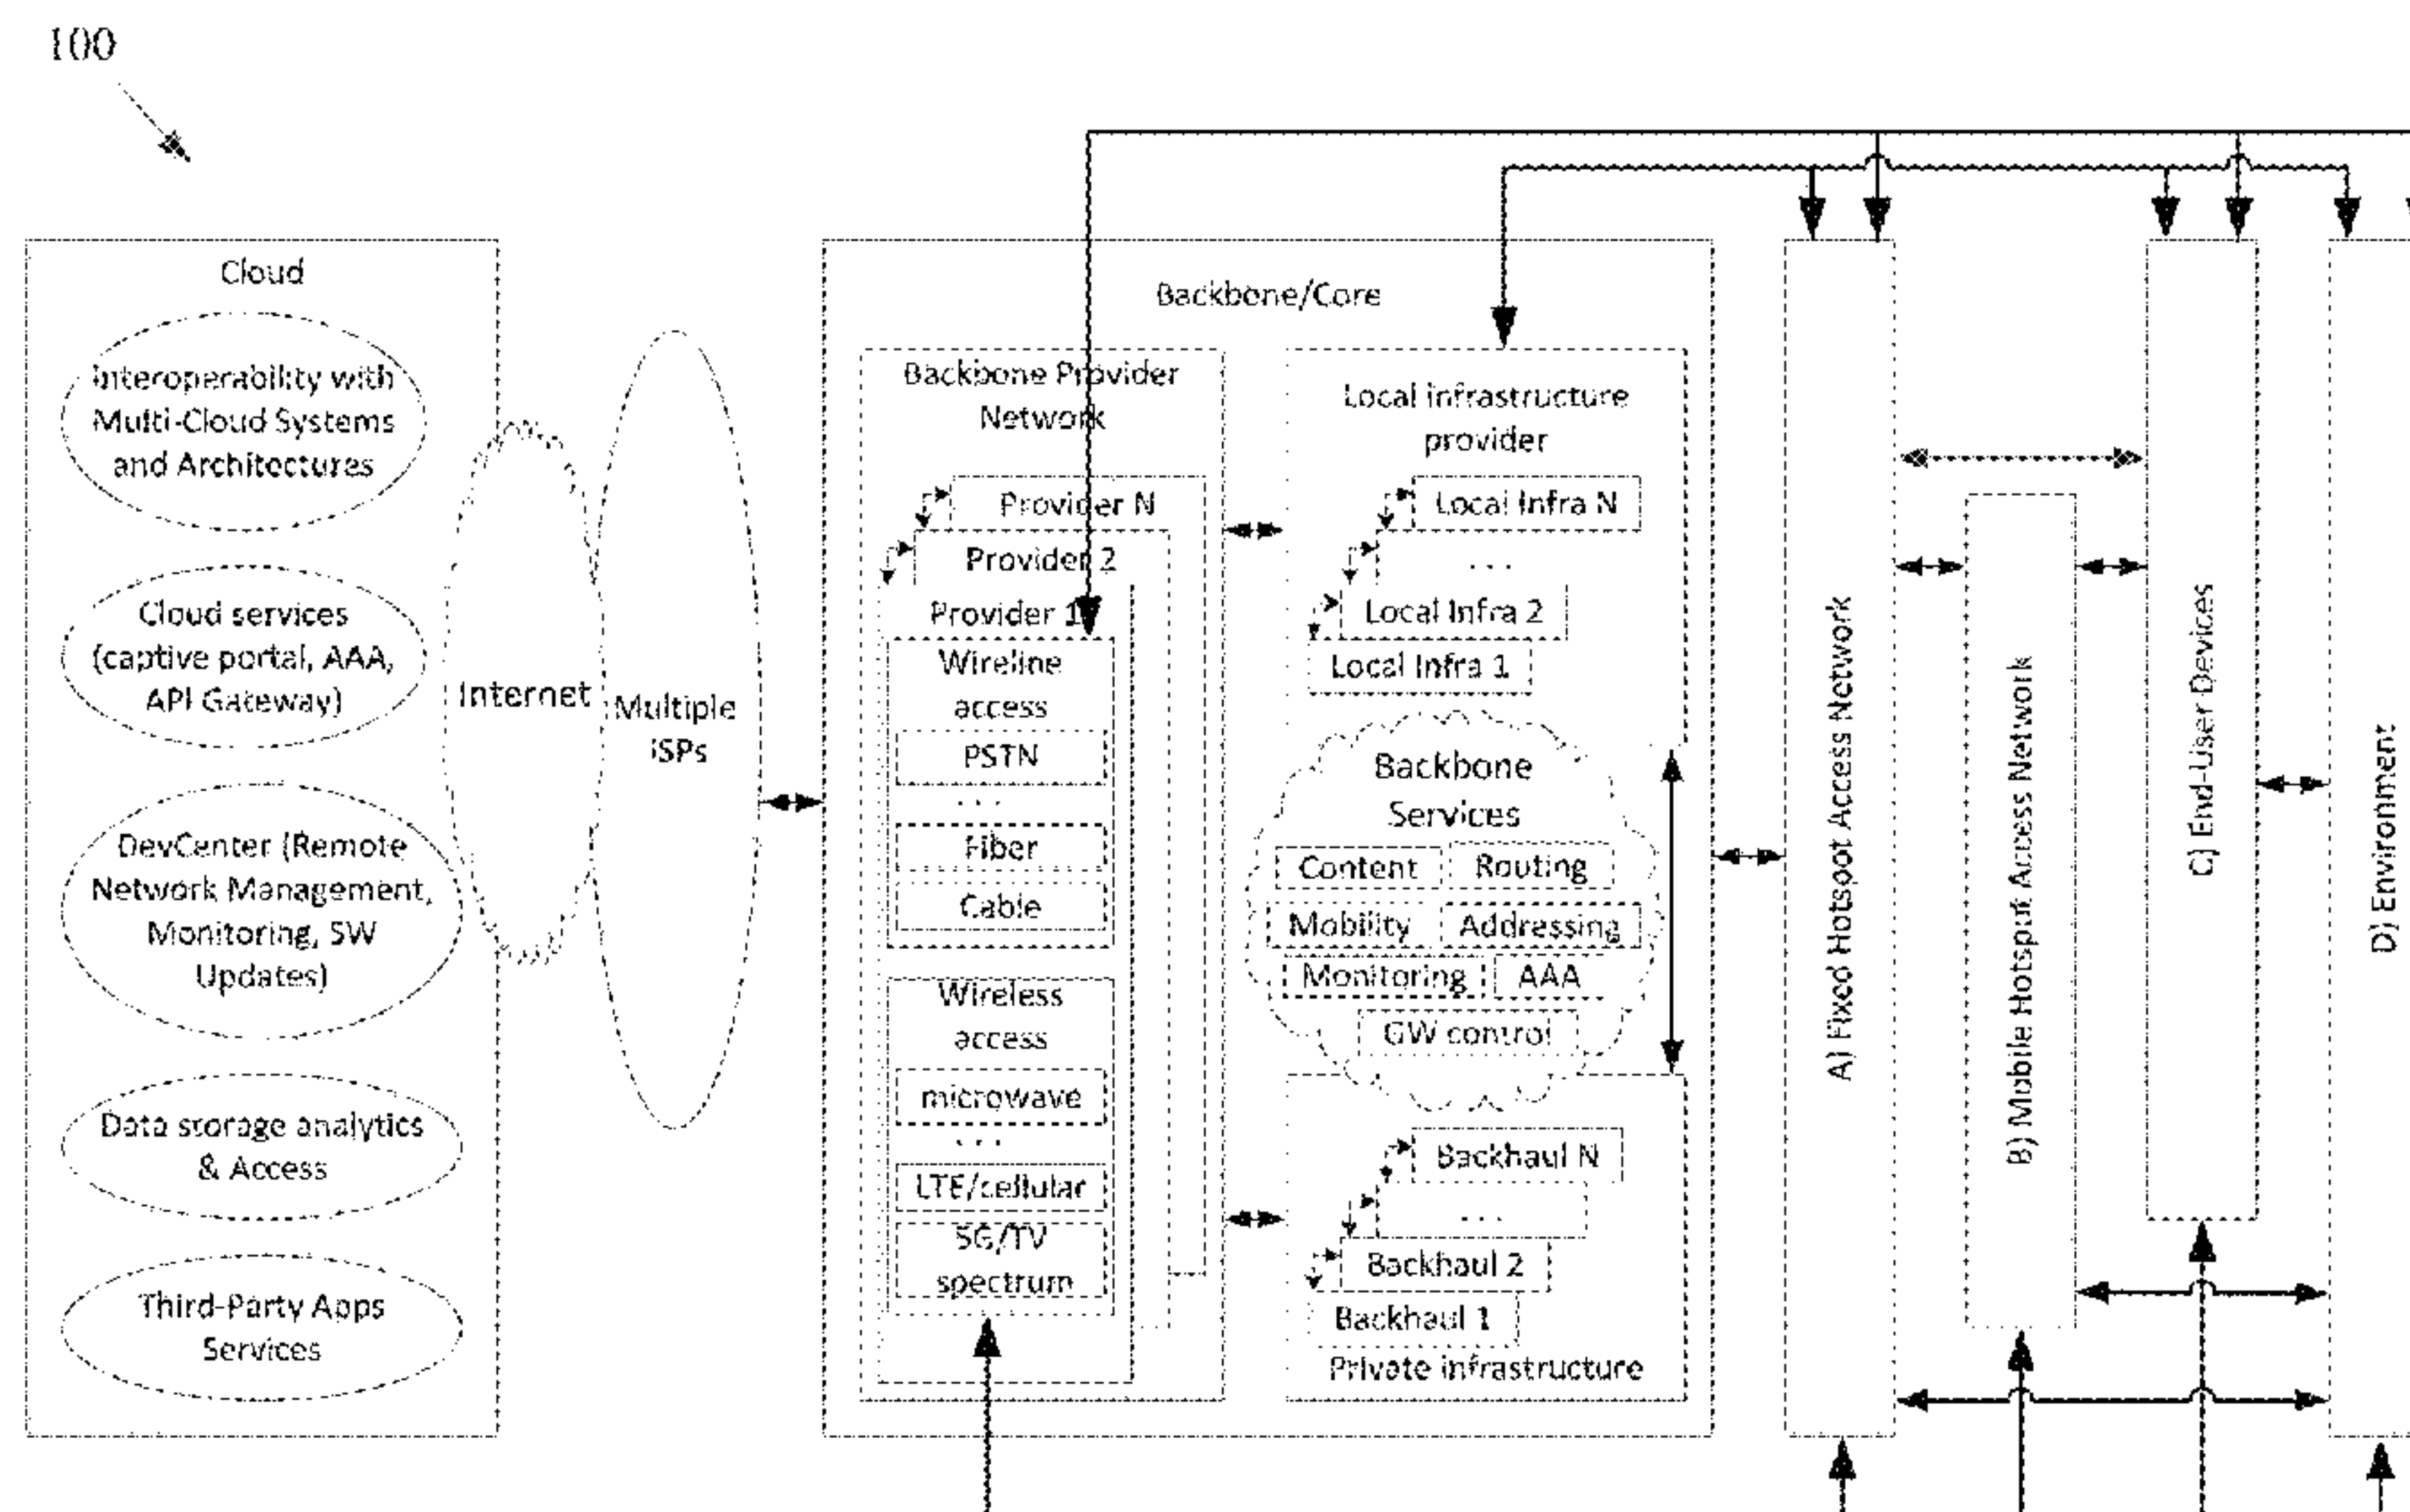 100
Cloud
Interoperability with
Multi-Cloud Systems
and Architectures
Cloud services
(captive portal, AAA,
API Gateway)
DevCenter (Remote
Network Management,
Monitoring, SW
Updates)
Data storage analytics
& Access
Third-Party Apps
Services
Internet
Multiple
ISPs
Backbone/Core
Backbone Provider
Network
Provider N
Provider 2
Provider 1
Wireline
access
PSTN
...
Fiber
Cable
Wireless
access
microwave
...
LTE/cellular
5G/TV
spectrum
Local infrastructure
provider
Local Infra N
...
Local Infra 2
Local Infra 1
Backbone
Services
Content
Routing
Mobility
Addressing
Monitoring
AAA
GW control
Backhaul N
...
Backhaul 2
Backhaul 1
Private infrastructure
A) Fixed Hotspot Access Network
B) Mobile Hotsput Access Network
C) End-User Devices
D) Environment